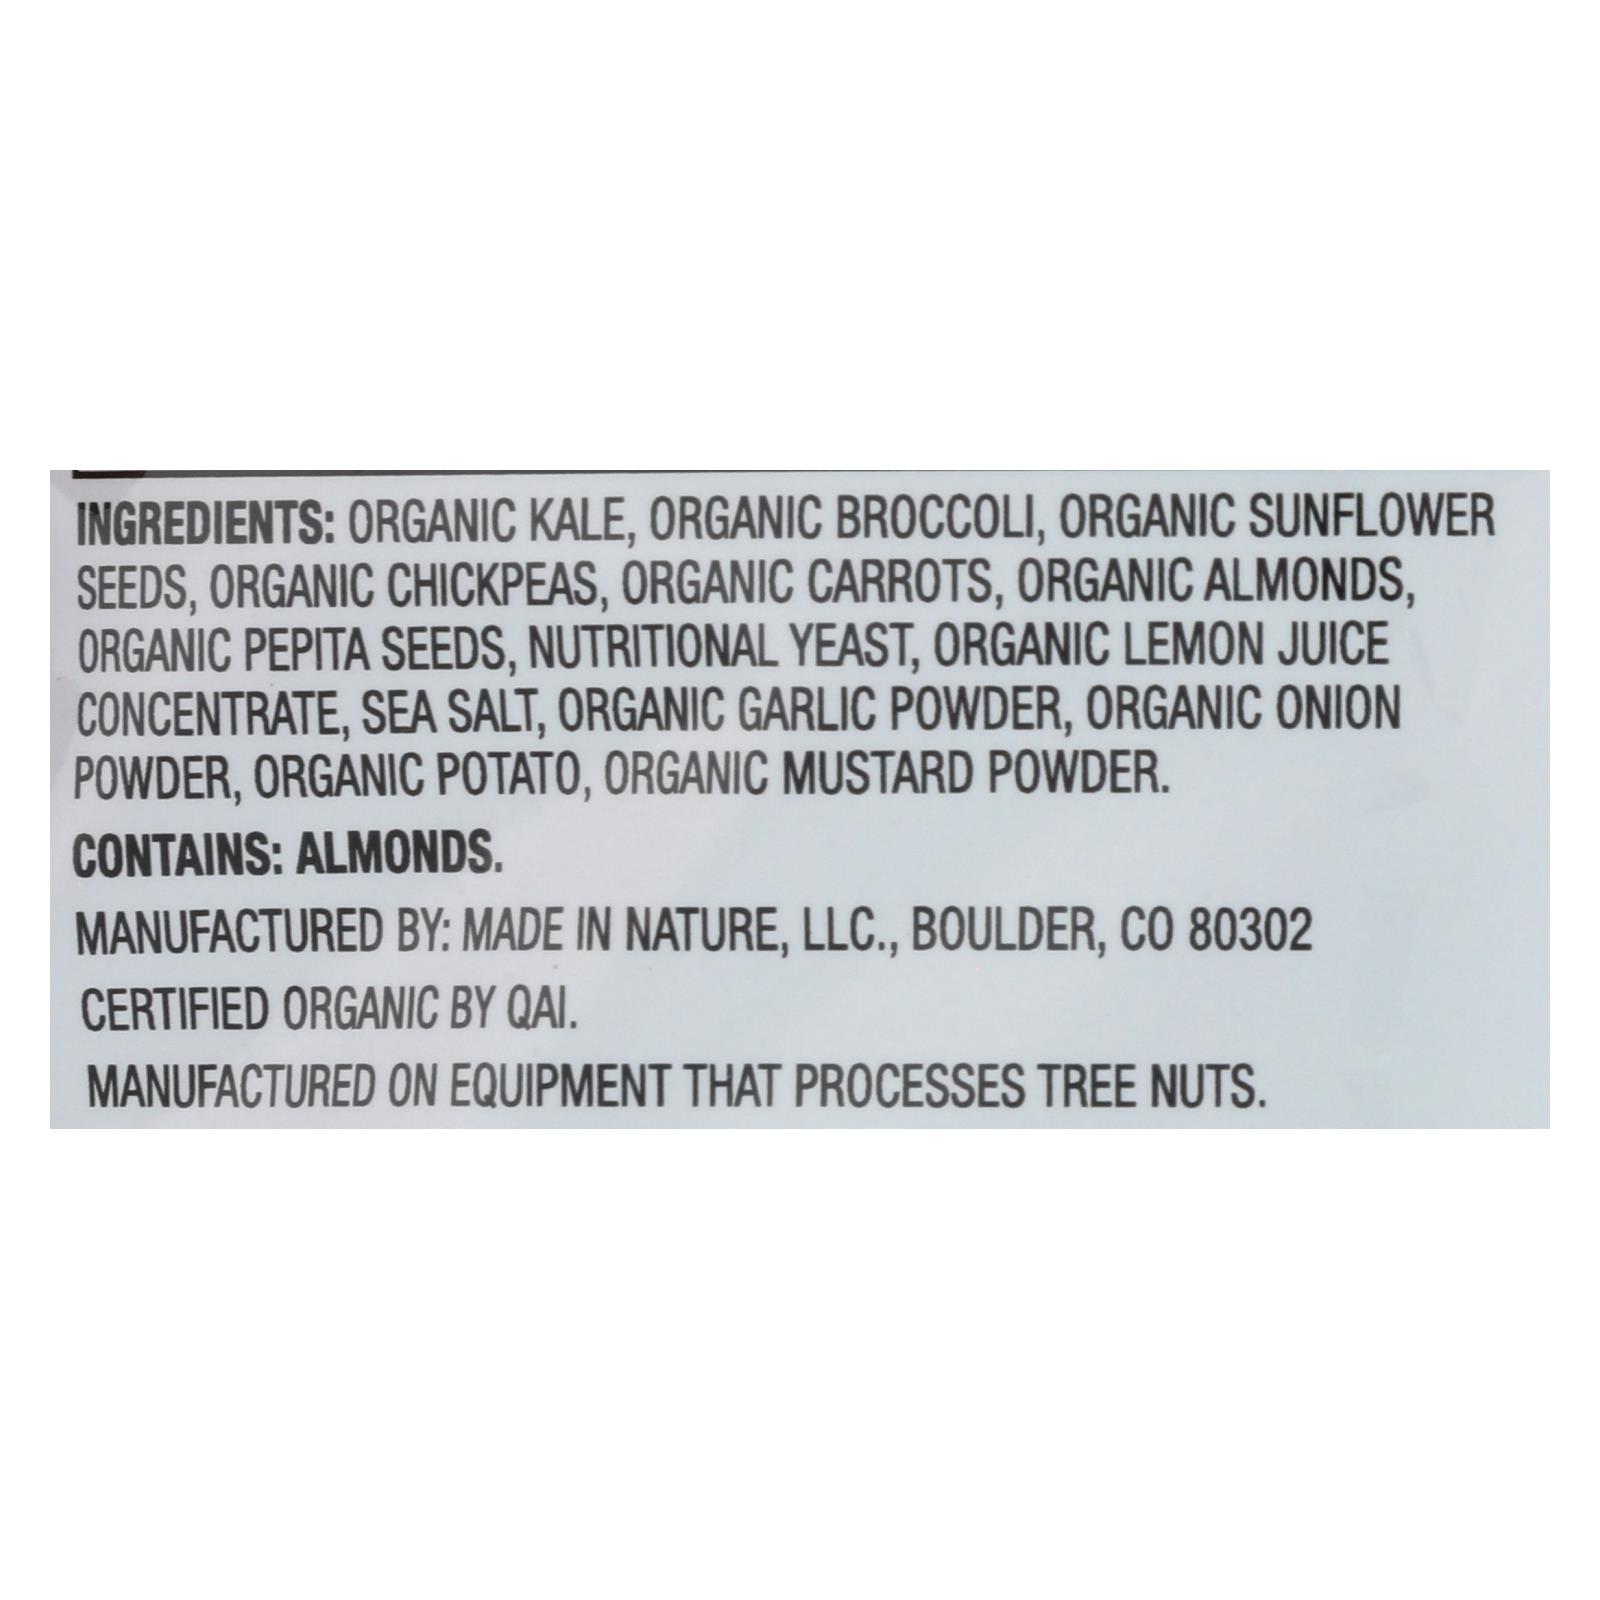 INGREDIENTS: ORGANIC KALE, ORGANIC BROCCOLI, ORGANIC SUNFLOWER
SEEDS, ORGANIC CHICKPEAS, ORGANIC CARROTS, ORGANIC ALMONDS,
ORGANIC PEPITA SEEDS, NUTRITIONAL YEAST, ORGANIC LEMON JUICE
CONCENTRATE, SEA SALT, ORGANIC GARLIC POWDER, ORGANIC ONION
POWDER, ORGANIC POTATO, ORGANIC MUSTARD POWDER.
CONTAINS: ALMONDS.
MANUFACTURED BY: MADE IN NATURE, LLC., BOULDER, CO 80302
CERTIFIED ORGANIC BY QAI.
MANUFACTURED ON EQUIPMENT THAT PROCESSES TREE NUTS.